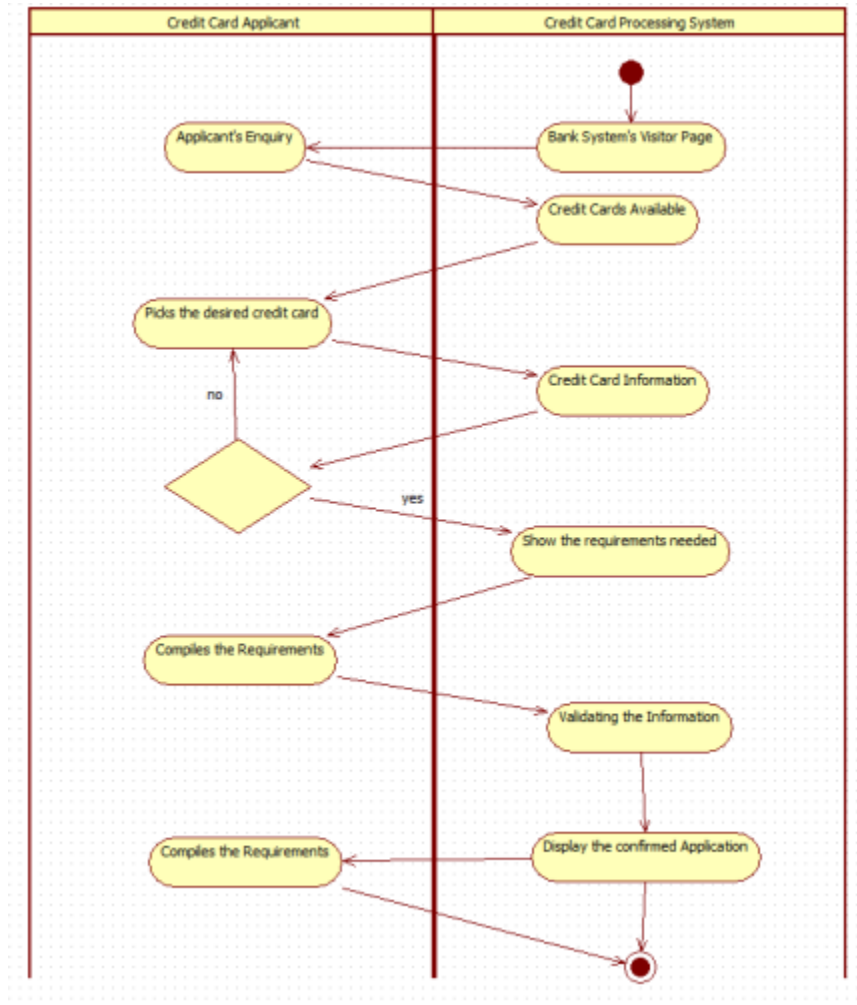 Credit Card Applicant
Credit Card Processing System
Applicant's Enquiry
Bank System's Visitor Page
Credit Cards Available
Picks the desired credit card
Credit Card Information
no
yes
Show the requirements needed
Compiles the Requirements
Validating the Information
Compiles the Requirements
Display the confirmed Application